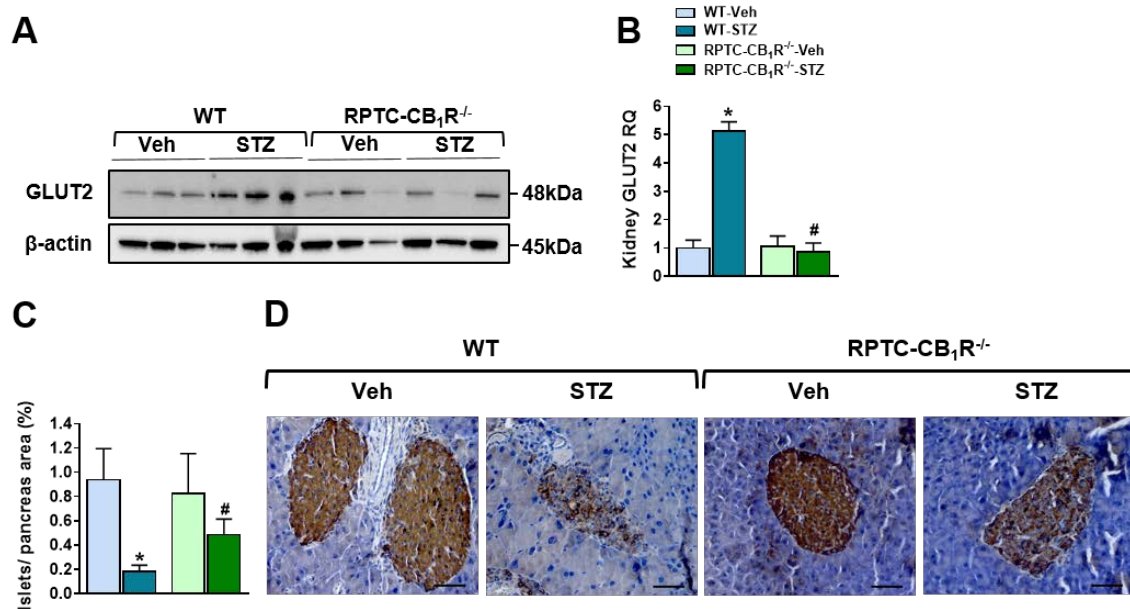 A
WT RPTC-CB₁R⁻/⁻
Veh STZ Veh STZ
GLUT2 48kDa
β-actin 45kDa
B
WT-Veh
WT-STZ
RPTC-CB₁R⁻/⁻-Veh
RPTC-CB₁R⁻/⁻-STZ
Kidney GLUT2 RQ
6
5
4
3
2
1
0
*
#
C
Islets/ pancreas area (%)
1.4
1.2
1.0
0.8
0.6
0.4
0.2
0.0
*
#
D
WT RPTC-CB₁R⁻/⁻
Veh STZ Veh STZ